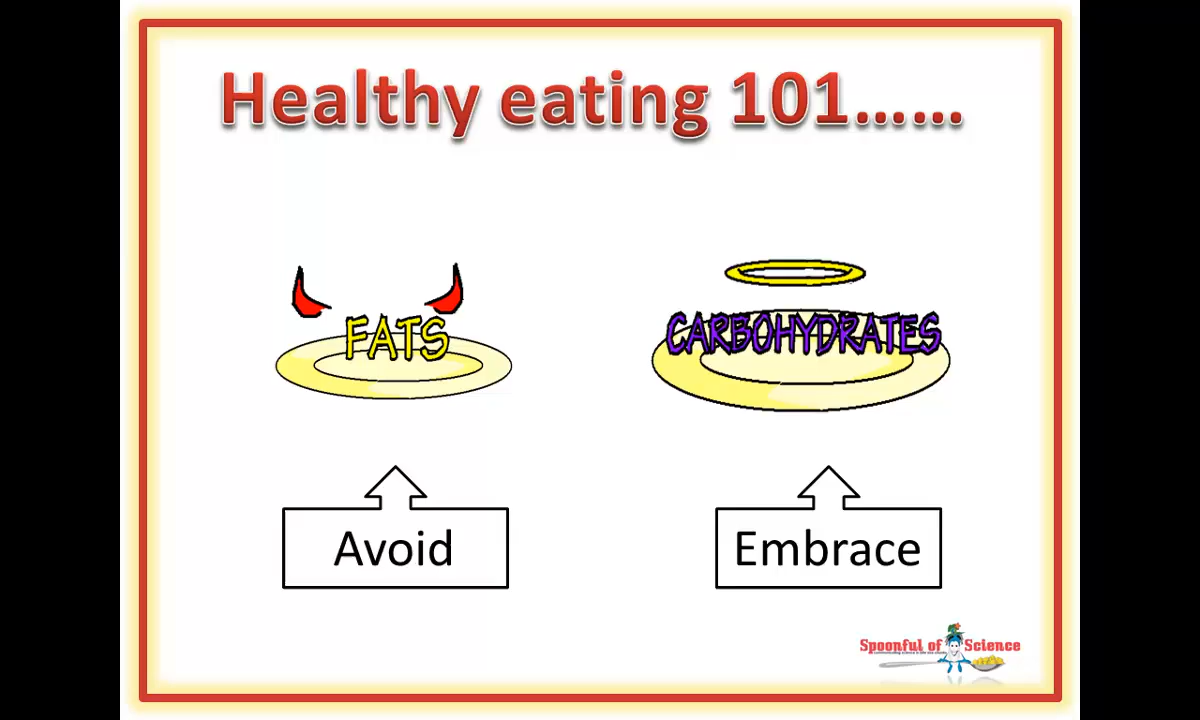 Healthy eating 101......
FATS
CARBOHYDRATES
Avoid
Embrace
Spoonful of Science